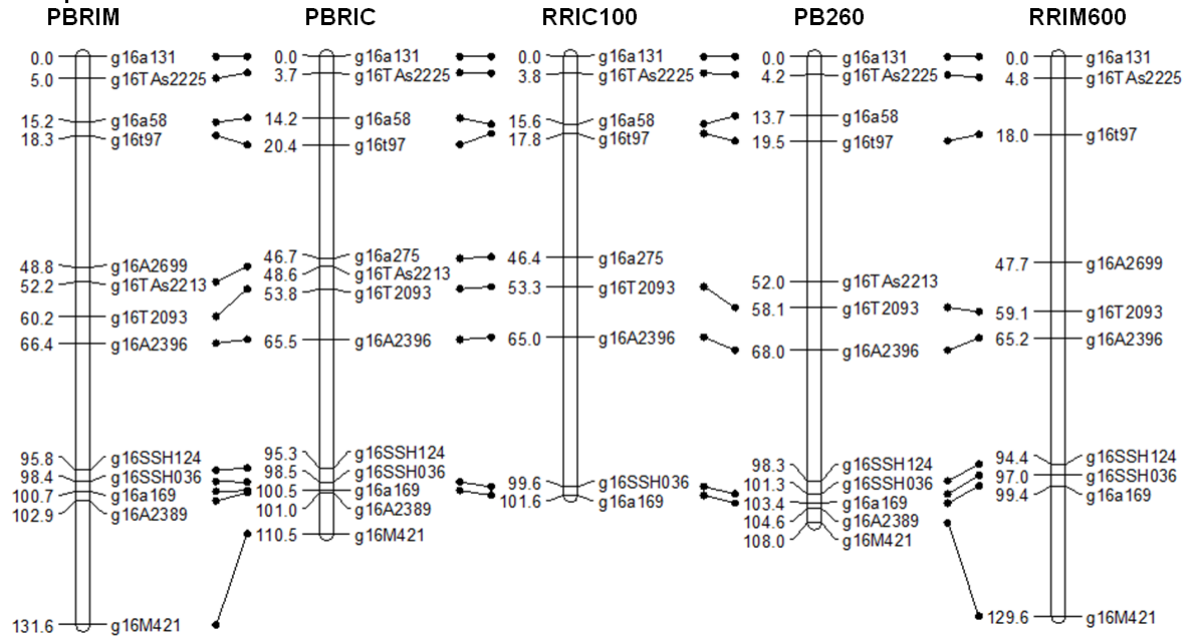 PBRIM PBRIC RRIC100 PB260 RRIM600
0.0 g16a131
5.0 g16TAs2225
15.2 g16a58
18.3 g16t97
48.8 g16A2699
52.2 g16TAs2213
60.2 g16T2093
66.4 g16A2396
95.8 g16SSH124
98.4 g16SSH036
100.7 g16a169
102.9 g16A2389
131.6 g16M421
0.0 g16a131
3.7 g16TAs2225
14.2 g16a58
20.4 g16t97
46.7 g16a275
48.6 g16TAs2213
53.8 g16T2093
65.5 g16A2396
95.3 g16SSH124
98.5 g16SSH036
100.5 g16a169
101.0 g16A2389
110.5 g16M421
0.0 g16a131
3.8 g16TAs2225
15.6 g16a58
17.8 g16t97
46.4 g16a275
53.3 g16T2093
65.0 g16A2396
99.6 g16SSH036
101.6 g16a169
0.0 g16a131
4.2 g16TAs2225
13.7 g16a58
19.5 g16t97
52.0 g16TAs2213
58.1 g16T2093
68.0 g16A2396
98.3 g16SSH124
101.3 g16SSH036
103.4 g16a169
104.6 g16A2389
108.0 g16M421
0.0 g16a131
4.8 g16TAs2225
18.0 g16t97
47.7 g16A2699
59.1 g16T2093
65.2 g16A2396
94.4 g16SSH124
97.0 g16SSH036
99.4 g16a169
129.6 g16M421